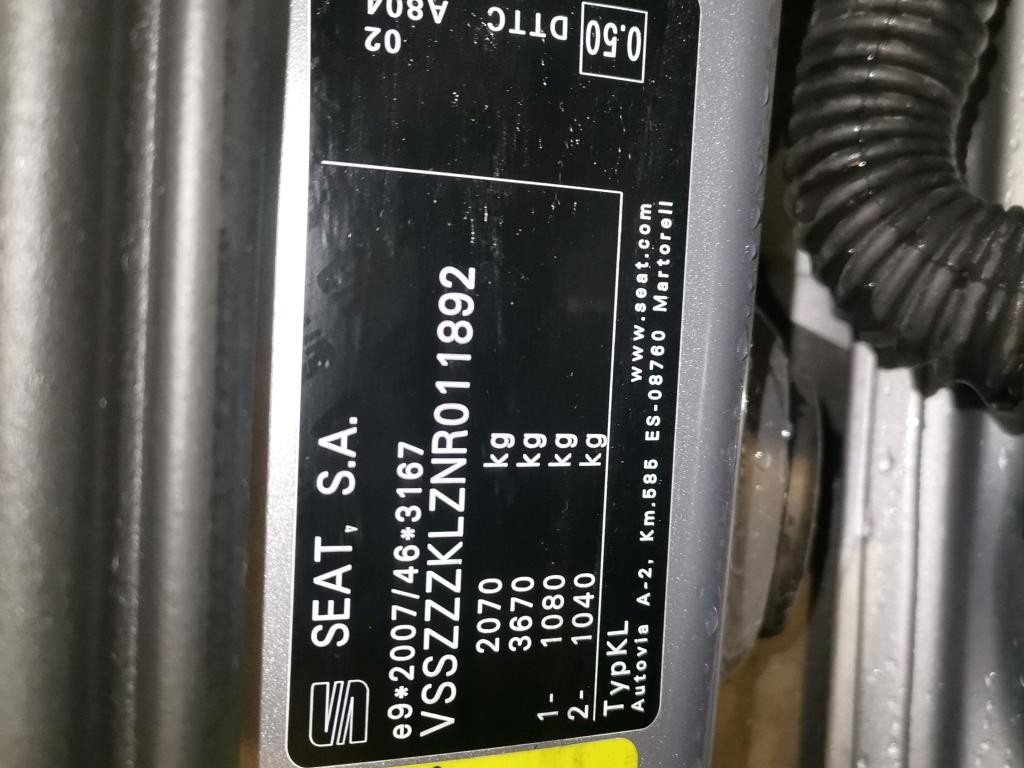 SEAT, S.A.
e9*2007/46*3167
VSSZZZKLZNR011892
2070 kg
3670 kg
1- 1080 kg
2- 1040 kg
TypKL
www.seat.com
Autovia A-2, Km.585 ES-08760 Martorell
02
A804
DTTC
0.50